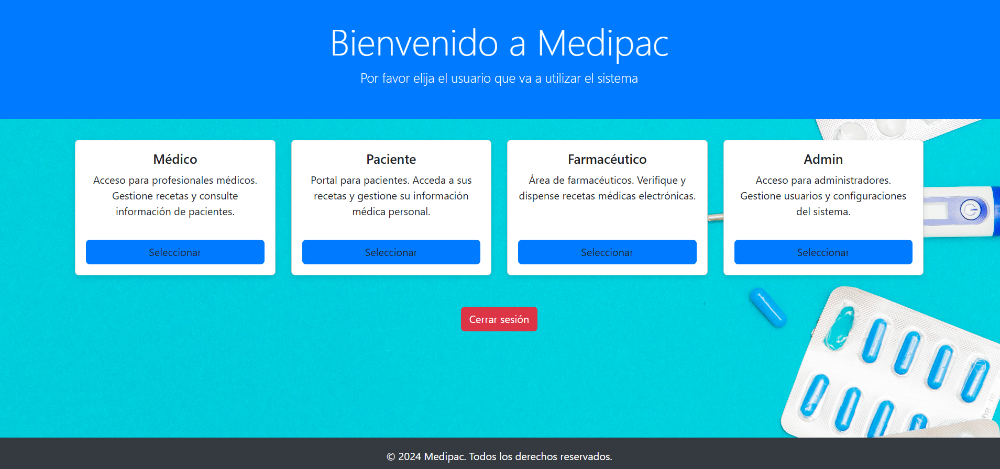 Bienvenido a Medipac
Por favor elija el usuario que va a utilizar el sistema
Médico
Acceso para profesionales médicos.
Gestione recetas y consulte
información de pacientes.
Seleccionar
Paciente
Portal para pacientes. Acceda a sus
recetas y gestione su información
médica personal.
Seleccionar
Farmacéutico
Área de farmacéuticos. Verifique y
dispense recetas médicas electrónicas.
Seleccionar
Admin
Acceso para administradores.
Gestione usuarios y configuraciones
del sistema.
Seleccionar
Cerrar sesión
© 2024 Medipac. Todos los derechos reservados.